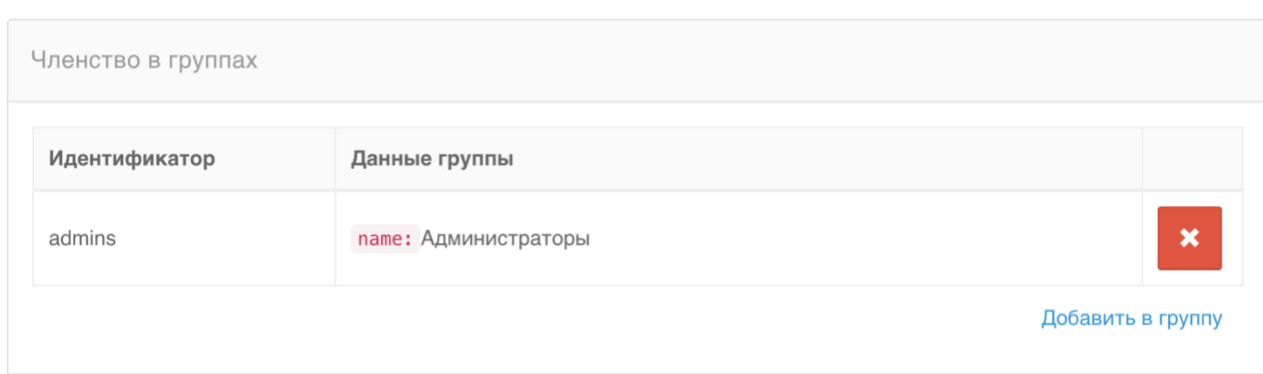 Членство в группах
Идентификатор Данные группы
admins name: Администраторы
Добавить в группу